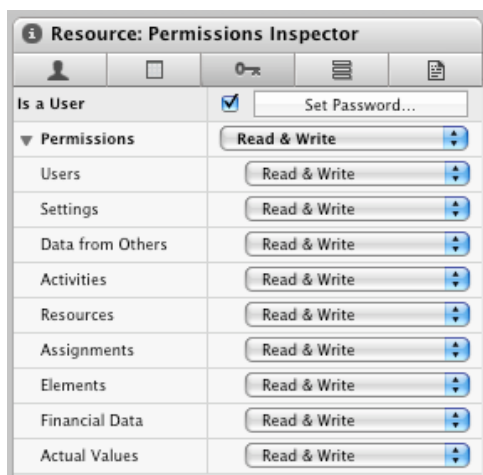 Resource: Permissions Inspector
Is a User Set Password...
Permissions Read & Write
Users Read & Write
Settings Read & Write
Data from Others Read & Write
Activities Read & Write
Resources Read & Write
Assignments Read & Write
Elements Read & Write
Financial Data Read & Write
Actual Values Read & Write